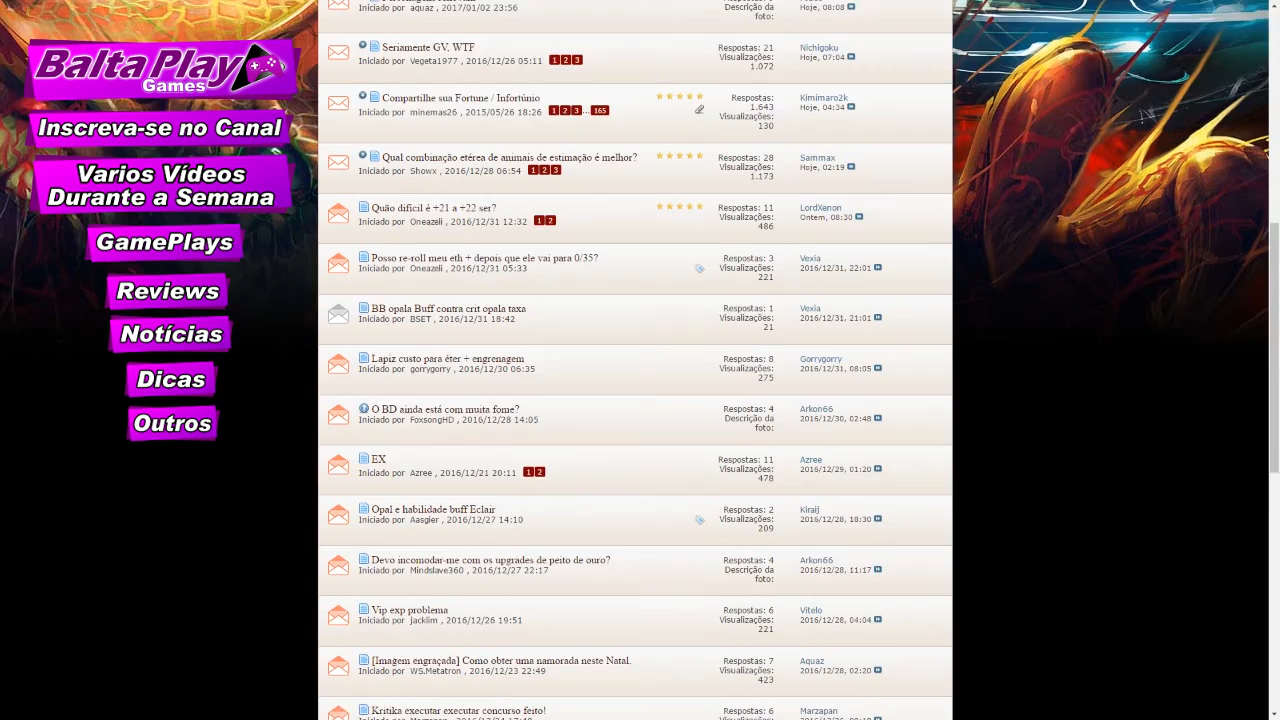 Balta Play
Games
Inscreva-se no Canal
Varios Vídeos
Durante a Semana
GamePlays
Reviews
Notícias
Dicas
Outros
Iniciado por aquaz , 2017/01/02 23:56
Descrição da
foto:
Hoje, 08:08
Seriamente GV, WTF
Iniciado por Vegeta1977 , 2016/12/26 05:11 1 2 3
Respostas: 21
Visualizações:
1.072
Nichigoku
Hoje, 07:04
Compartilhe sua Fortune / Infortúnio
Iniciado por minemas26 , 2015/05/26 18:26 1 2 3 ... 165
Respostas:
1.643
Visualizações:
130
Kimimaro2k
Hoje, 04:34
Qual combinação etérea de animais de estimação é melhor?
Iniciado por Showx , 2016/12/28 06:54 1 2 3
Respostas: 28
Visualizações:
1.173
Sammax
Hoje, 02:19
Quão difícil é +21 a +22 ser?
Iniciado por Oneazeli , 2016/12/31 12:32 1 2
Respostas: 11
Visualizações:
486
LordXenon
Ontem, 08:30
Posso re-roll meu eth + depois que ele vai para 0/35?
Iniciado por Oneazeli , 2016/12/31 05:33
Respostas: 3
Visualizações:
221
Vexia
2016/12/31, 22:01
BB opala Buff contra crit opala taxa
Iniciado por BSET , 2016/12/31 18:42
Respostas: 1
Visualizações:
21
Vexia
2016/12/31, 21:01
Lapiz custo para éter + engrenagem
Iniciado por gorrygorry , 2016/12/30 06:35
Respostas: 8
Visualizações:
275
Gorrygorry
2016/12/31, 08:05
O BD ainda está com muita fome?
Iniciado por FoxsongHD , 2016/12/28 14:05
Respostas: 4
Descrição da
foto:
Arkon66
2016/12/30, 02:48
EX
Iniciado por Azree , 2016/12/21 20:11 1 2
Respostas: 11
Visualizações:
478
Azree
2016/12/29, 01:20
Opal e habilidade buff Eclair
Iniciado por Aasgier , 2016/12/27 14:10
Respostas: 2
Visualizações:
209
Kiraij
2016/12/28, 18:30
Devo incomodar-me com os upgrades de peito de ouro?
Iniciado por Mindslave360 , 2016/12/27 22:17
Respostas: 4
Descrição da
foto:
Arkon66
2016/12/28, 11:17
Vip exp problema
Iniciado por jacklim , 2016/12/26 19:51
Respostas: 6
Visualizações:
221
Vitelo
2016/12/28, 04:04
[Imagem engraçada] Como obter uma namorada neste Natal.
Iniciado por WS.Metatron , 2016/12/23 22:49
Respostas: 7
Visualizações:
423
Aquaz
2016/12/28, 02:20
Kritika executar executar concurso feito!
Respostas: 6
Visualizações:
Marzapan